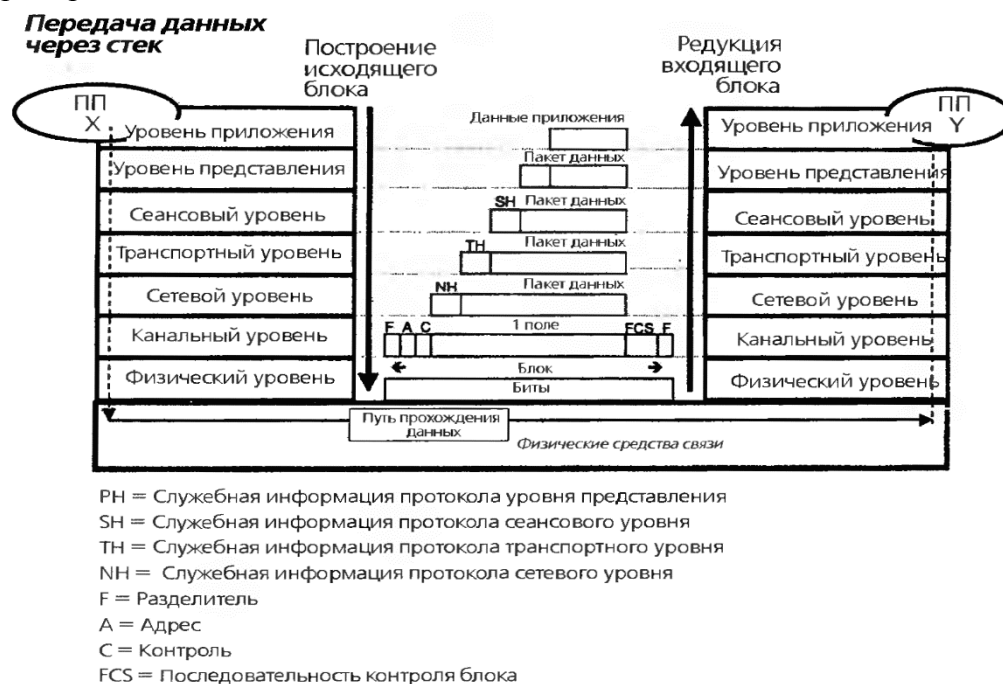 Передача данных
через стек
Построение
исходящего
блока
Редукция
входящего
блока
ПП
X
ПП
Y
Уровень приложения
Данные приложения
Уровень приложения
Уровень представления
Пакет данных
Уровень представления
Сеансовый уровень
SH Пакет данных
Сеансовый уровень
Транспортный уровень
TH Пакет данных
Транспортный уровень
Сетевой уровень
NH Пакет данных
Сетевой уровень
Канальный уровень
F A C 1 поле FCS F
Канальный уровень
Блок
Физический уровень
Биты
Физический уровень
Путь прохождения
данных
Физические средства связи
PH = Служебная информация протокола уровня представления
SH = Служебная информация протокола сеансового уровня
TH = Служебная информация протокола транспортного уровня
NH = Служебная информация протокола сетевого уровня
F = Разделитель
A = Адрес
C = Контроль
FCS = Последовательность контроля блока